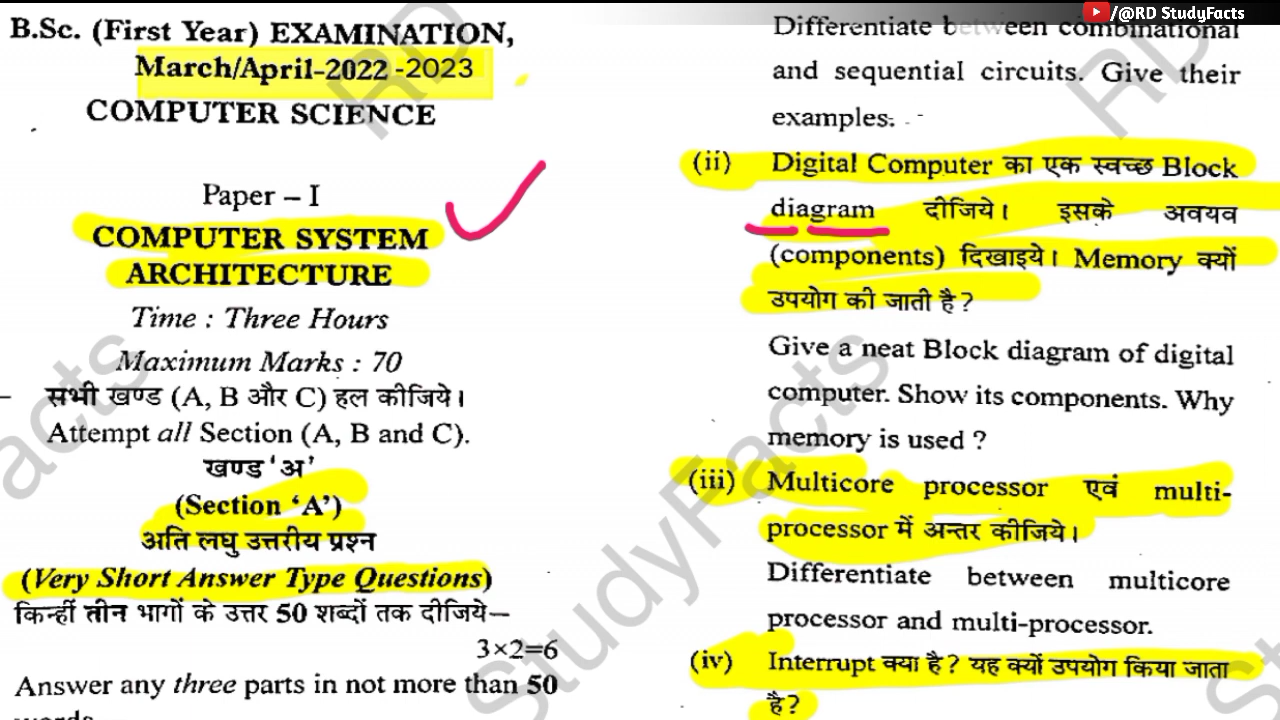 /@RD StudyFacts
B.Sc. (First Year) EXAMINATION,
March/April-2022-2023
COMPUTER SCIENCE
Paper – I
COMPUTER SYSTEM
ARCHITECTURE
Time : Three Hours
Maximum Marks : 70
सभी खण्ड (A, B और C) हल कीजिये।
Attempt all Section (A, B and C).
खण्ड 'अ'
(Section 'A')
अति लघु उत्तरीय प्रश्न
(Very Short Answer Type Questions)
किन्हीं तीन भागों के उत्तर 50 शब्दों तक दीजिये—
3×2=6
Answer any three parts in not more than 50
words
Differentiate between combinational
and sequential circuits. Give their
examples.
(ii) Digital Computer का एक स्वच्छ Block
diagram दीजिये। इसके अवयव
(components) दिखाइये। Memory क्यों
उपयोग की जाती है?
Give a neat Block diagram of digital
computer. Show its components. Why
memory is used ?
(iii) Multicore processor एवं multi-
processor में अन्तर कीजिये।
Differentiate between multicore
processor and multi-processor.
(iv) Interrupt क्या है? यह क्यों उपयोग किया जाता
है?
RD StudyFacts
RD StudyFacts